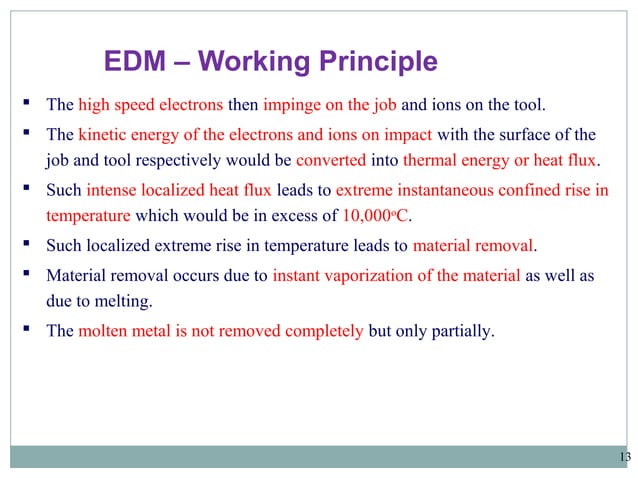 EDM – Working Principle
▪ The high speed electrons then impinge on the job and ions on the tool.
▪ The kinetic energy of the electrons and ions on impact with the surface of the
job and tool respectively would be converted into thermal energy or heat flux.
▪ Such intense localized heat flux leads to extreme instantaneous confined rise in
temperature which would be in excess of 10,000ºC.
▪ Such localized extreme rise in temperature leads to material removal.
▪ Material removal occurs due to instant vaporization of the material as well as
due to melting.
▪ The molten metal is not removed completely but only partially.
13